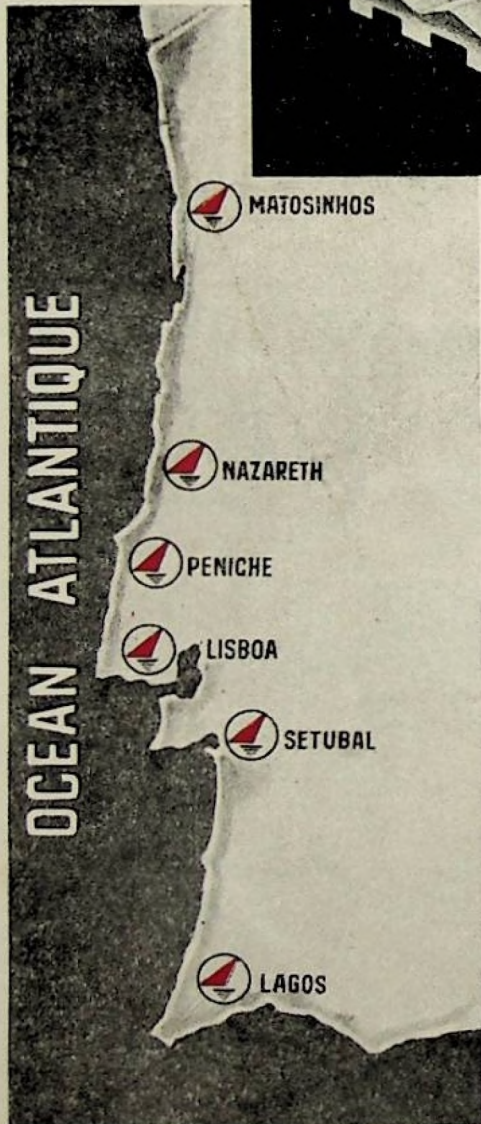 MATOSINHOS
NAZARETH
PENICHE
LISBOA
SETUBAL
LAGOS
OCEAN ATLANTIQUE